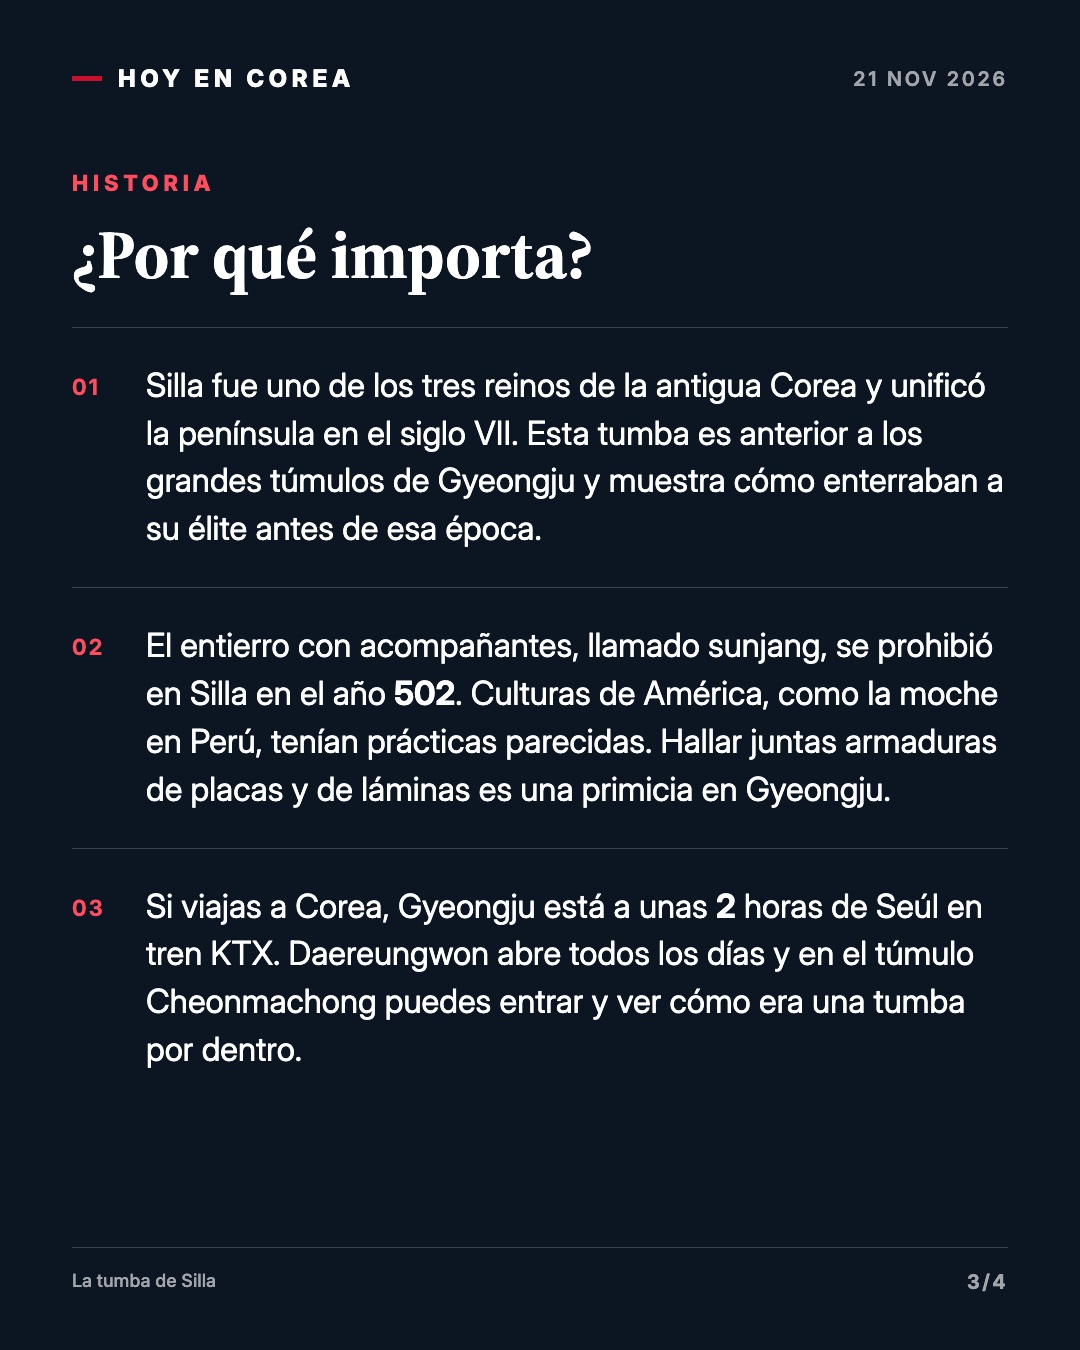 HOY EN COREA
21 NOV 2026
HISTORIA
¿Por qué importa?
01
Silla fue uno de los tres reinos de la antigua Corea y unificó
la península en el siglo VII. Esta tumba es anterior a los
grandes túmulos de Gyeongju y muestra cómo enterraban a
su élite antes de esa época.
02
El entierro con acompañantes, llamado sunjang, se prohibió
en Silla en el año 502. Culturas de América, como la moche
en Perú, tenían prácticas parecidas. Hallar juntas armaduras
de placas y de láminas es una primicia en Gyeongju.
03
Si viajas a Corea, Gyeongju está a unas 2 horas de Seúl en
tren KTX. Daereungwon abre todos los días y en el túmulo
Cheonmachong puedes entrar y ver cómo era una tumba
por dentro.
La tumba de Silla
3/4